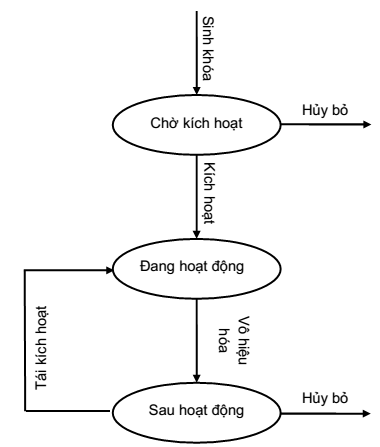 Sinh khóa
Chờ kích hoạt
Hủy bỏ
Kích hoạt
Đang hoạt động
Tái kích hoạt
Vô hiệu
hóa
Sau hoạt động
Hủy bỏ